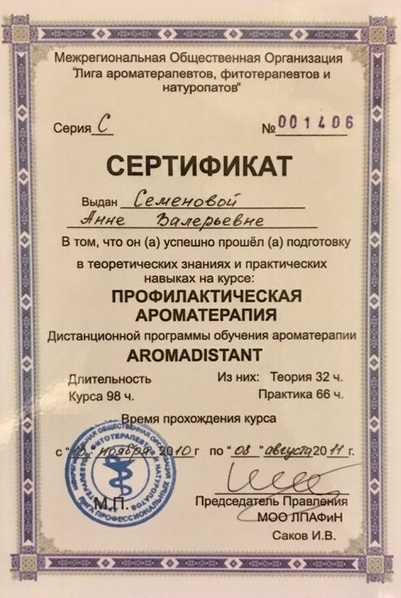 Межрегиональная Общественная Организация
"Лига ароматерапевтов, фитотерапевтов и
натуропатов"
Серия С № 001406
СЕРТИФИКАТ
Выдан Семеновой
Анне Валерьевне
В том, что он (а) успешно прошёл (а) подготовку
в теоретических знаниях и практических
навыках на курсе:
ПРОФИЛАКТИЧЕСКАЯ
АРОМАТЕРАПИЯ
Дистанционной программы обучения ароматерапии
AROMADISTANT
Длительность Из них: Теория 32 ч.
Курса 98 ч. Практика 66 ч.
Время прохождения курса
с " ноября 2010 г по "08" августа 2011 г.
М.П.
Председатель Правления
МОО ЛПАФиН
Саков И.В.